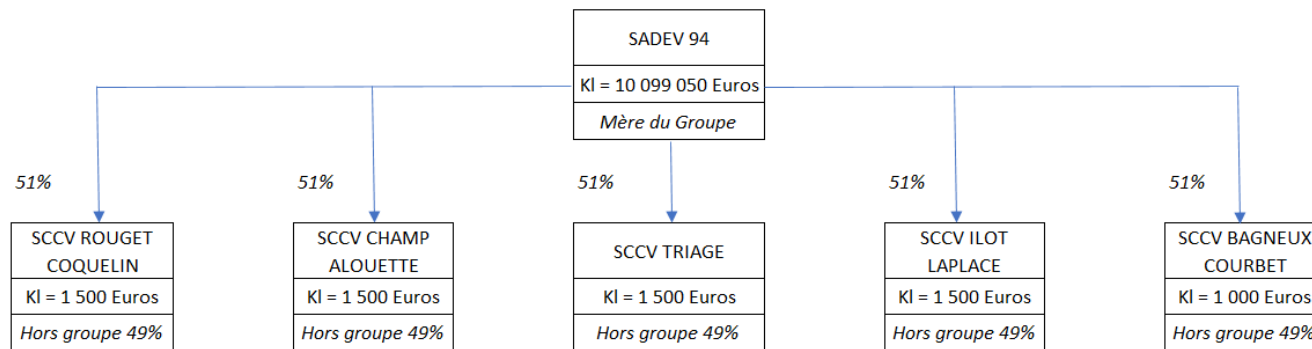 SADEV 94
Kl = 10 099 050 Euros
Mère du Groupe
51%
51%
51%
51%
51%
SCCV ROUGET
COQUELIN
Kl = 1 500 Euros
Hors groupe 49%
SCCV CHAMP
ALOUETTE
Kl = 1 500 Euros
Hors groupe 49%
SCCV TRIAGE
Kl = 1 500 Euros
Hors groupe 49%
SCCV ILOT
LAPLACE
Kl = 1 500 Euros
Hors groupe 49%
SCCV BAGNEUX
COURBET
Kl = 1 000 Euros
Hors groupe 49%